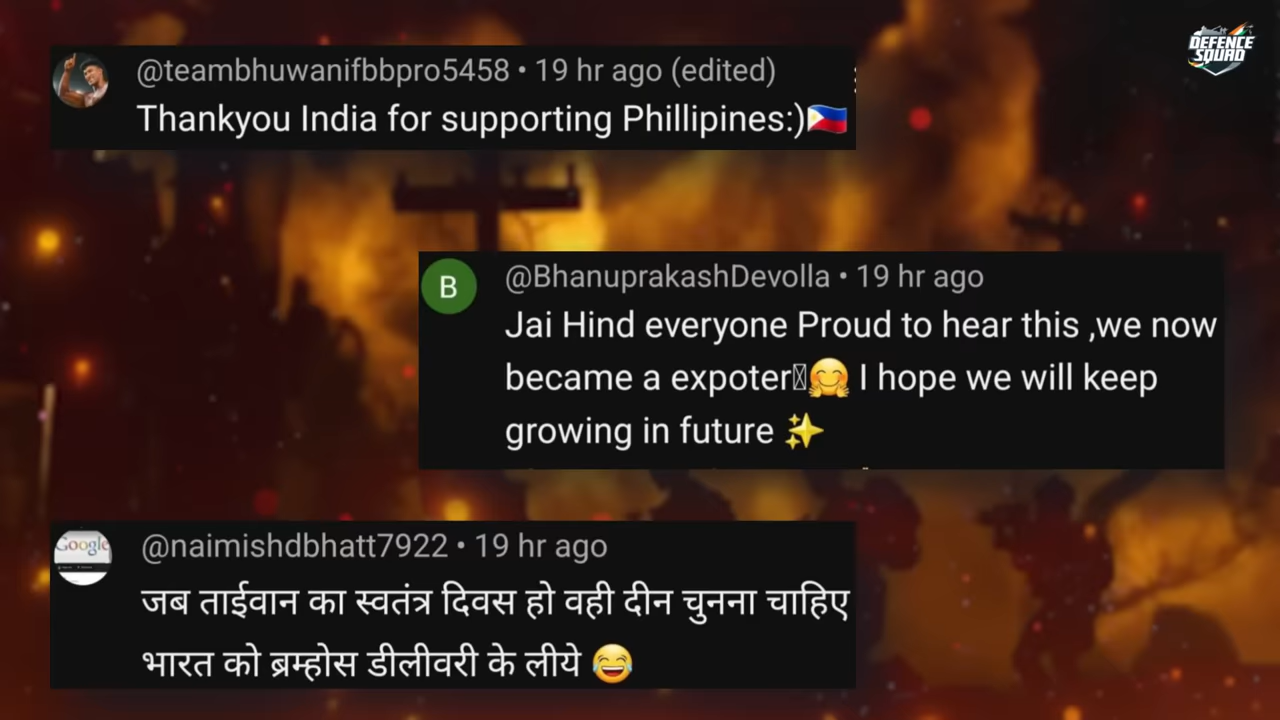 DEFENCE
SQUAD
@teambhuwanifbbpro5458 • 19 hr ago (edited)
Thankyou India for supporting Phillipines:)🇵🇭
B
@BhanuprakashDevolla • 19 hr ago
Jai Hind everyone Proud to hear this ,we now
became a expoter🤗 I hope we will keep
growing in future ✨
Google
@naimishdbhatt7922 • 19 hr ago
जब ताईवान का स्वतंत्र दिवस हो वही दीन चुनना चाहिए
भारत को ब्रम्होस डीलीवरी के लीये 😂